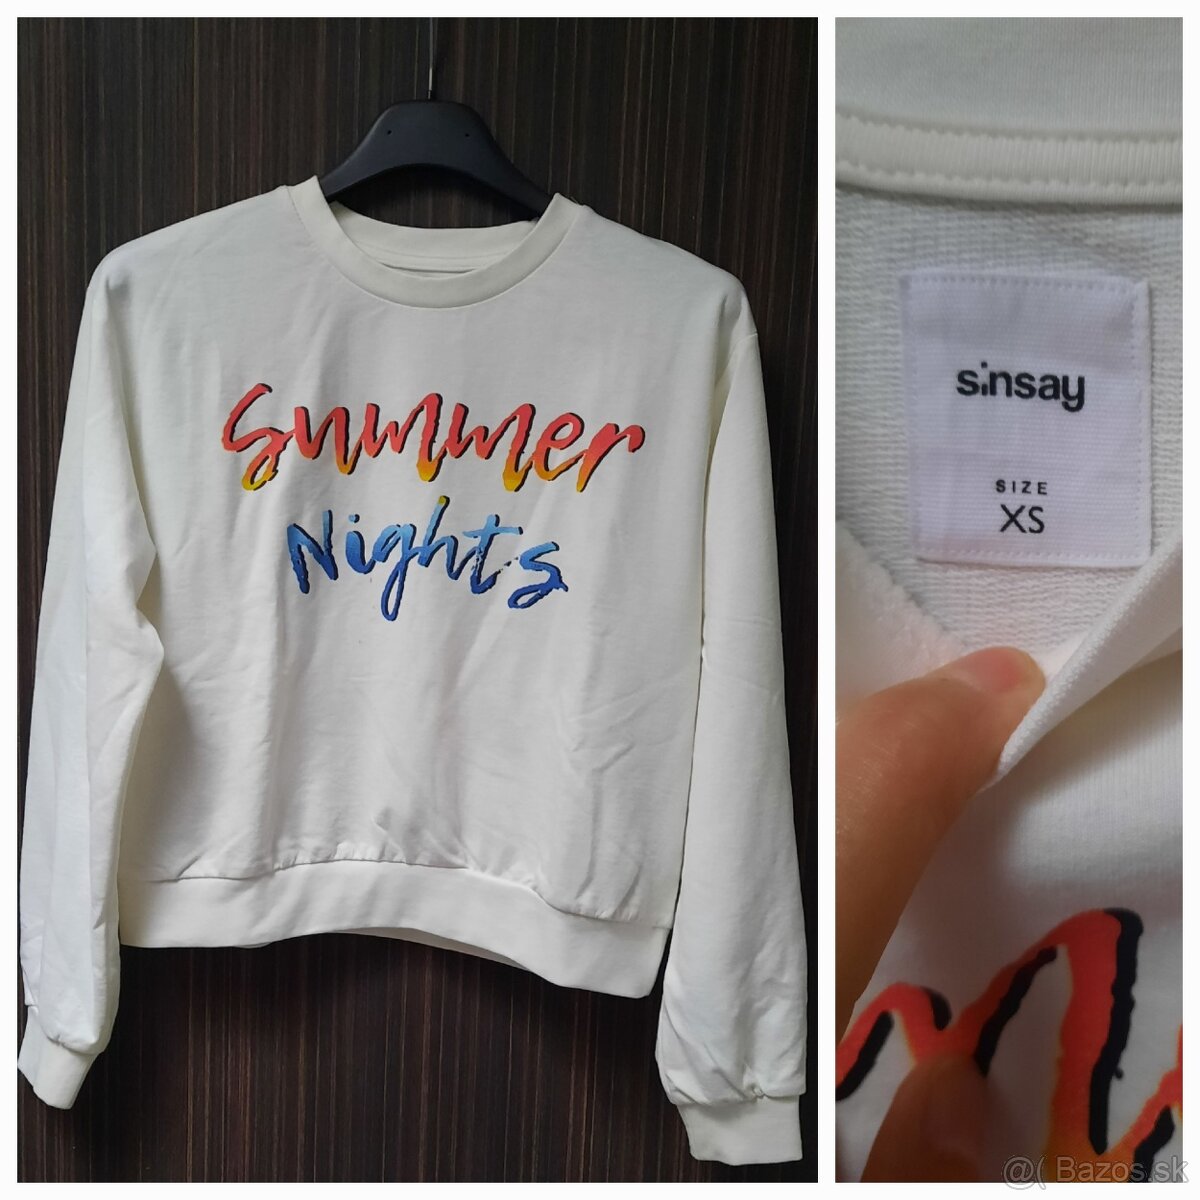 Summer
Nights
sinsay
SIZE
XS
@( Bazos.sk